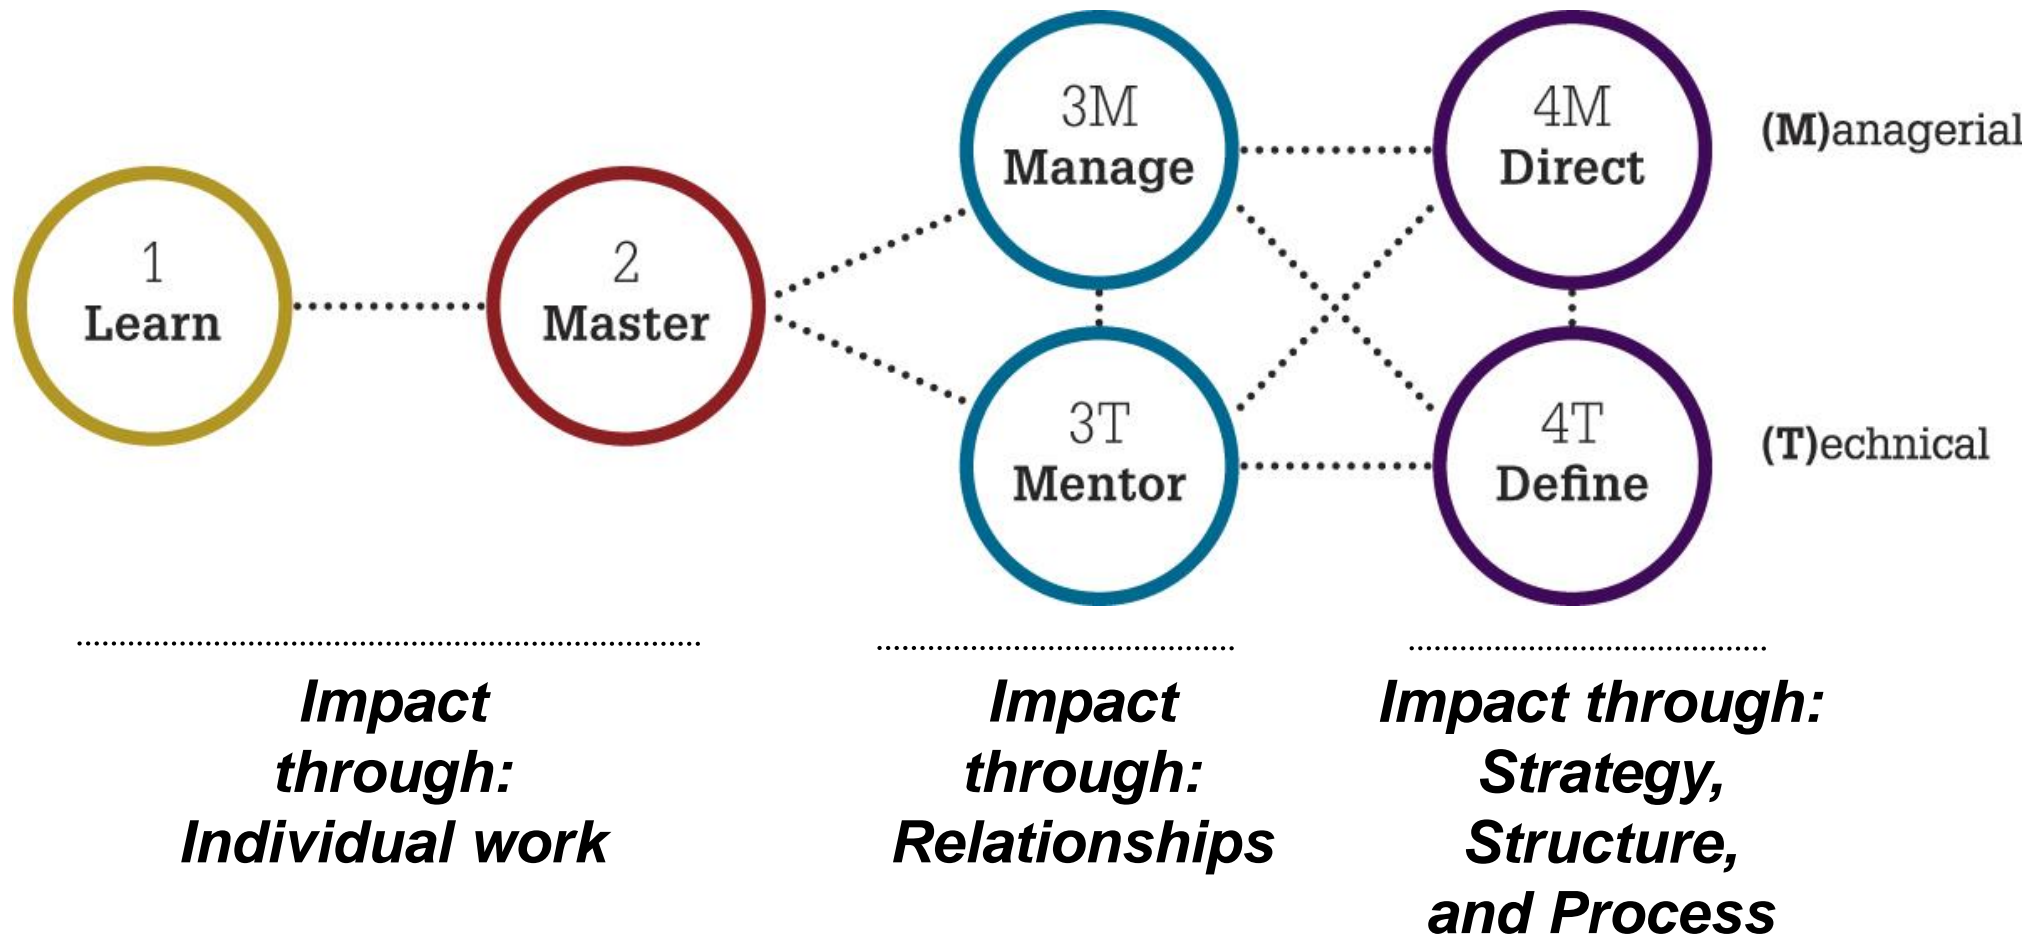 1
Learn
2
Master
3M
Manage
4M
Direct
(M)anagerial
3T
Mentor
4T
Define
(T)echnical
Impact
through:
Individual work
Impact
through:
Relationships
Impact through:
Strategy,
Structure,
and Process